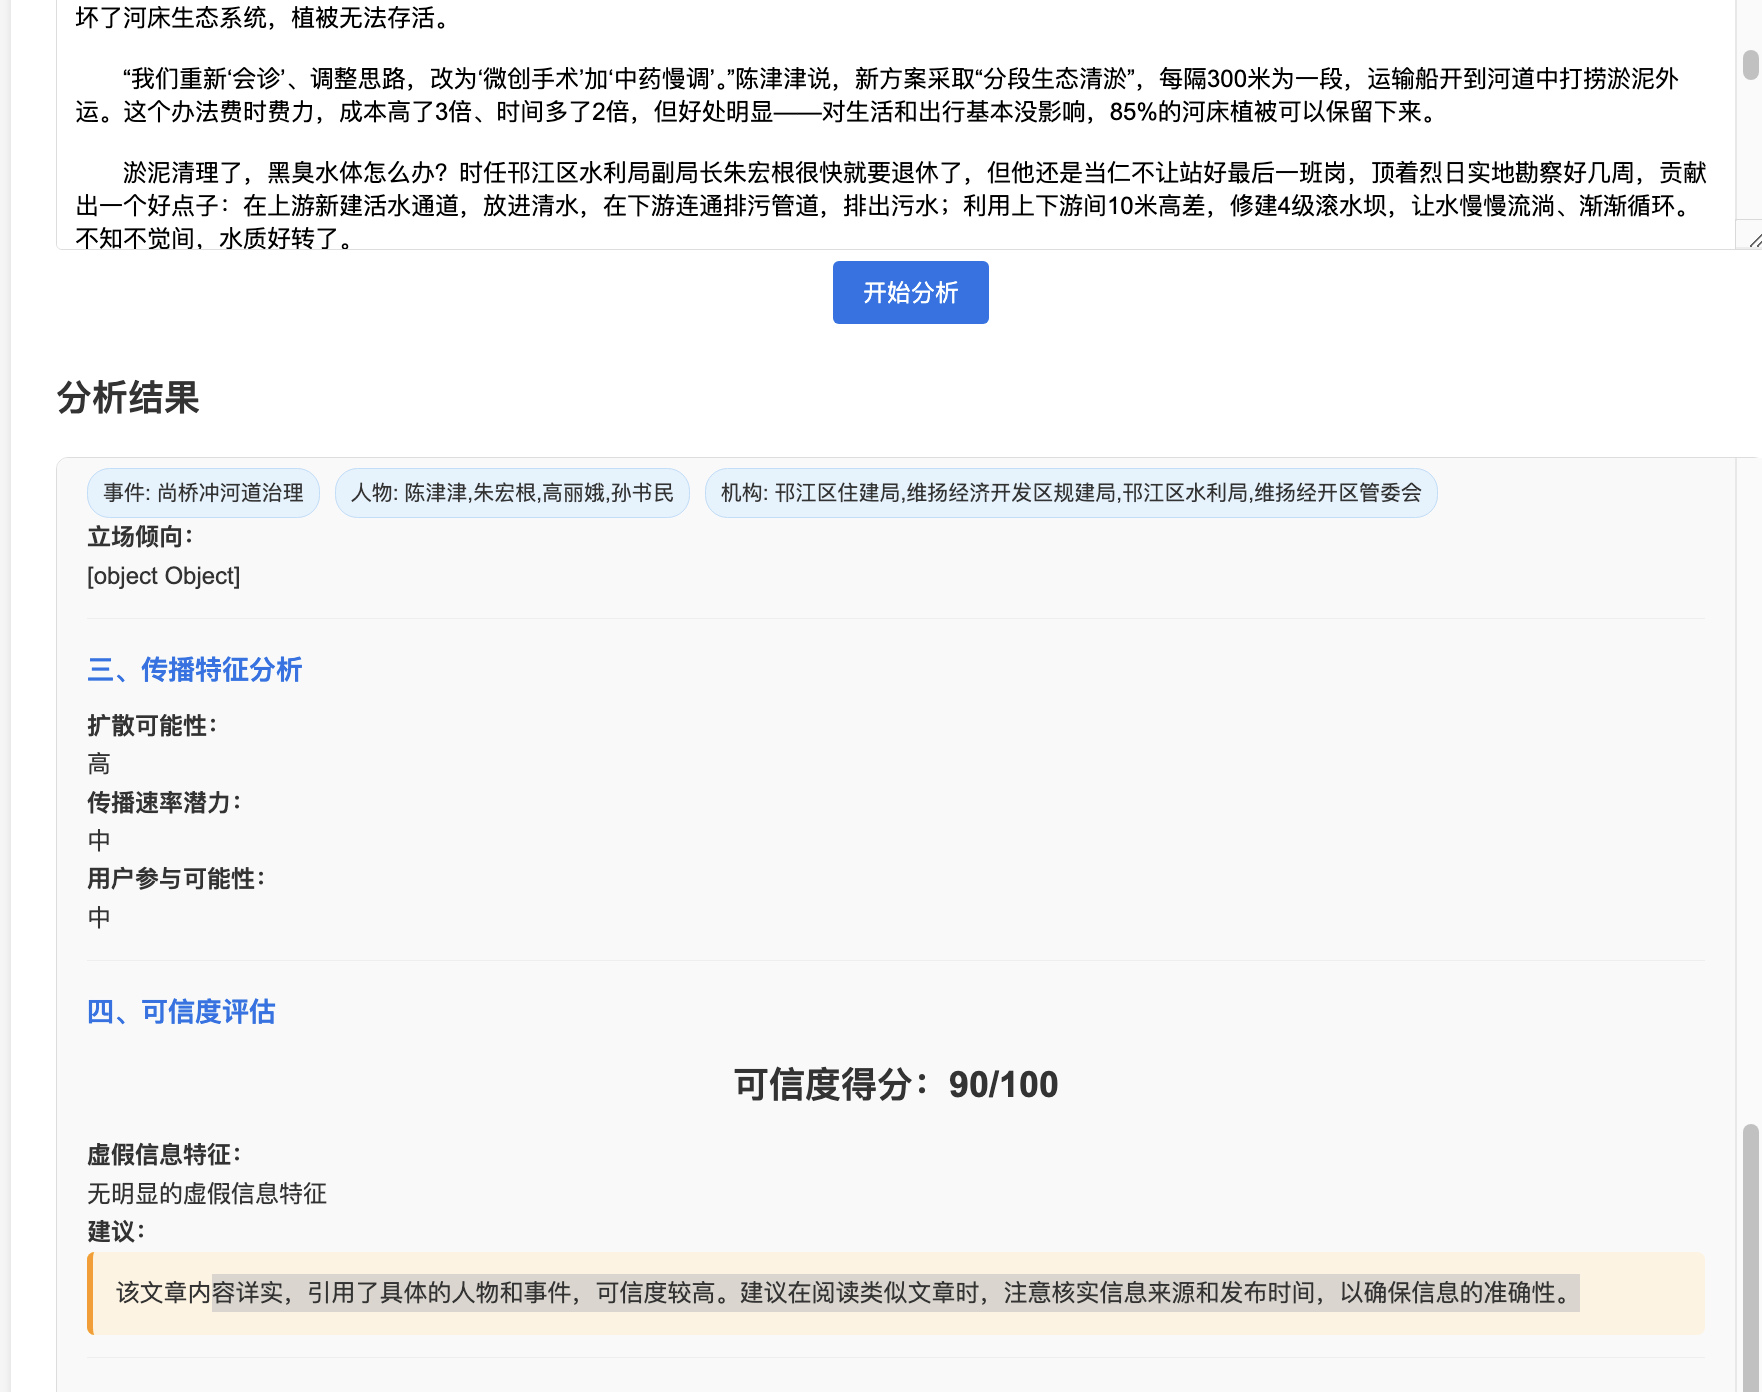 坏了河床生态系统，植被无法存活。
“我们重新‘会诊’、调整思路，改为‘微创手术’加‘中药慢调’。”陈津津说，新方案采取“分段生态清淤”，每隔300米为一段，运输船开到河道中打捞淤泥外
运。这个办法费时费力，成本高了3倍、时间多了2倍，但好处明显——对生活和出行基本没影响，85%的河床植被可以保留下来。
淤泥清理了，黑臭水体怎么办？时任邗江区水利局副局长朱宏根很快就要退休了，但他还是当仁不让站好最后一班岗，顶着烈日实地勘察好几周，贡献
出一个好点子：在上游新建活水通道，放进清水，在下游连通排污管道，排出污水；利用上下游间10米高差，修建4级滚水坝，让水慢慢流淌、渐渐循环。
不知不觉间，水质好转了。
开始分析
分析结果
事件: 尚桥冲河道治理 人物: 陈津津,朱宏根,高丽娥,孙书民 机构: 邗江区住建局,维扬经济开发区规建局,邗江区水利局,维扬经开区管委会
立场倾向：
[object Object]
三、传播特征分析
扩散可能性：
高
传播速率潜力：
中
用户参与可能性：
中
四、可信度评估
可信度得分：90/100
虚假信息特征：
无明显的虚假信息特征
建议：
该文章内容详实，引用了具体的人物和事件，可信度较高。建议在阅读类似文章时，注意核实信息来源和发布时间，以确保信息的准确性。